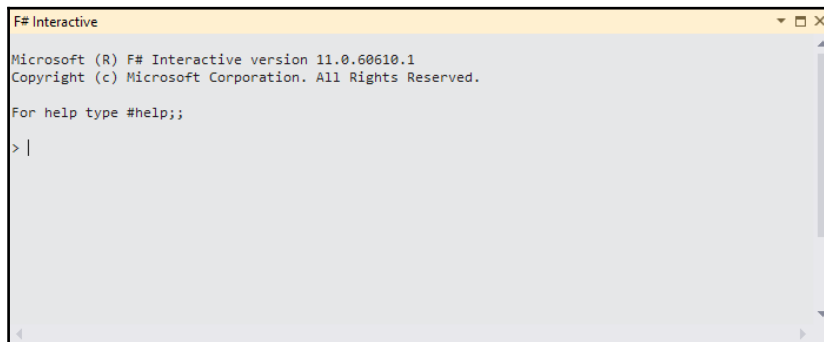 F# Interactive
Microsoft (R) F# Interactive version 11.0.60610.1
Copyright (c) Microsoft Corporation. All Rights Reserved.
For help type #help;;
>